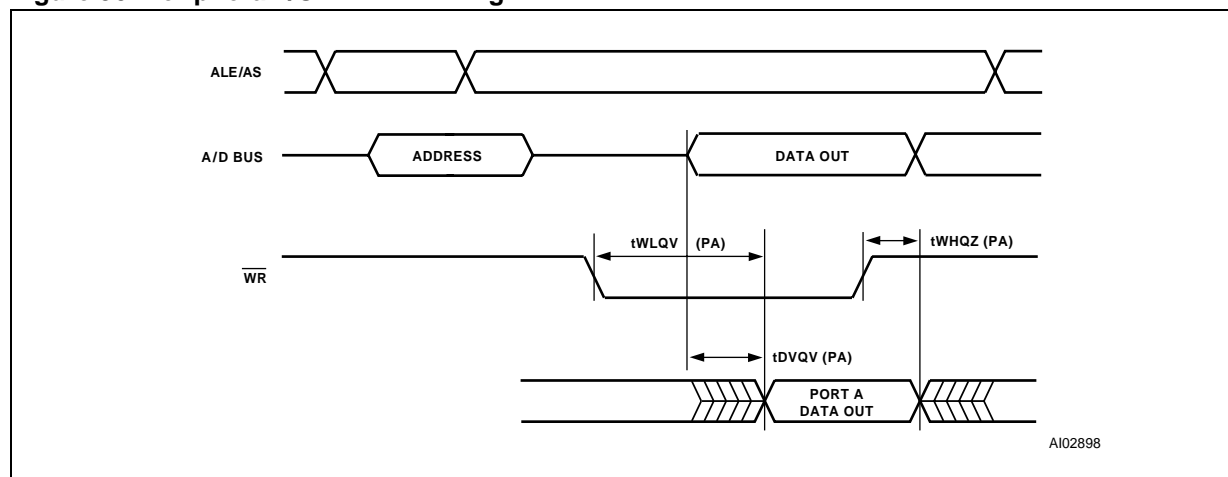 ALE/AS
A/D BUS
ADDRESS
DATA OUT
tWLQV (PA)
tWHQZ (PA)
WR
tDVQV (PA)
PORT A
DATA OUT
AI02898